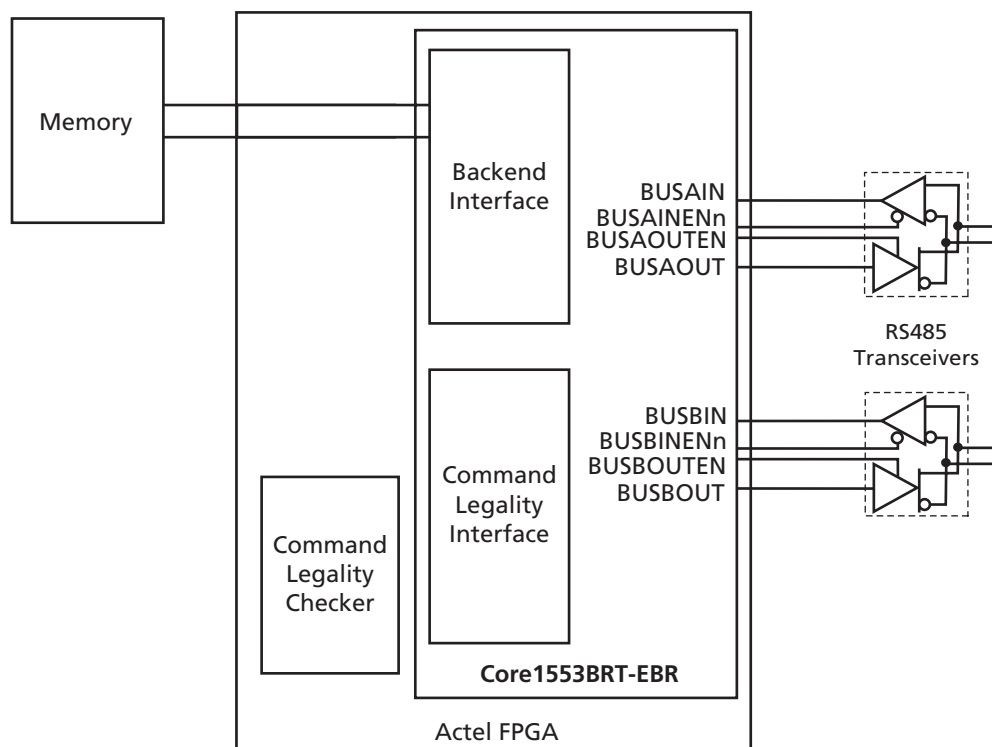 Memory
Backend
Interface
BUSAIN
BUSAINENn
BUSAOUTEN
BUSAOUT
RS485
Transceivers
BUSBIN
BUSBINENn
BUSBOUTEN
BUSBOUT
Command
Legality
Interface
Command
Legality
Checker
Core1553BRT-EBR
Actel FPGA